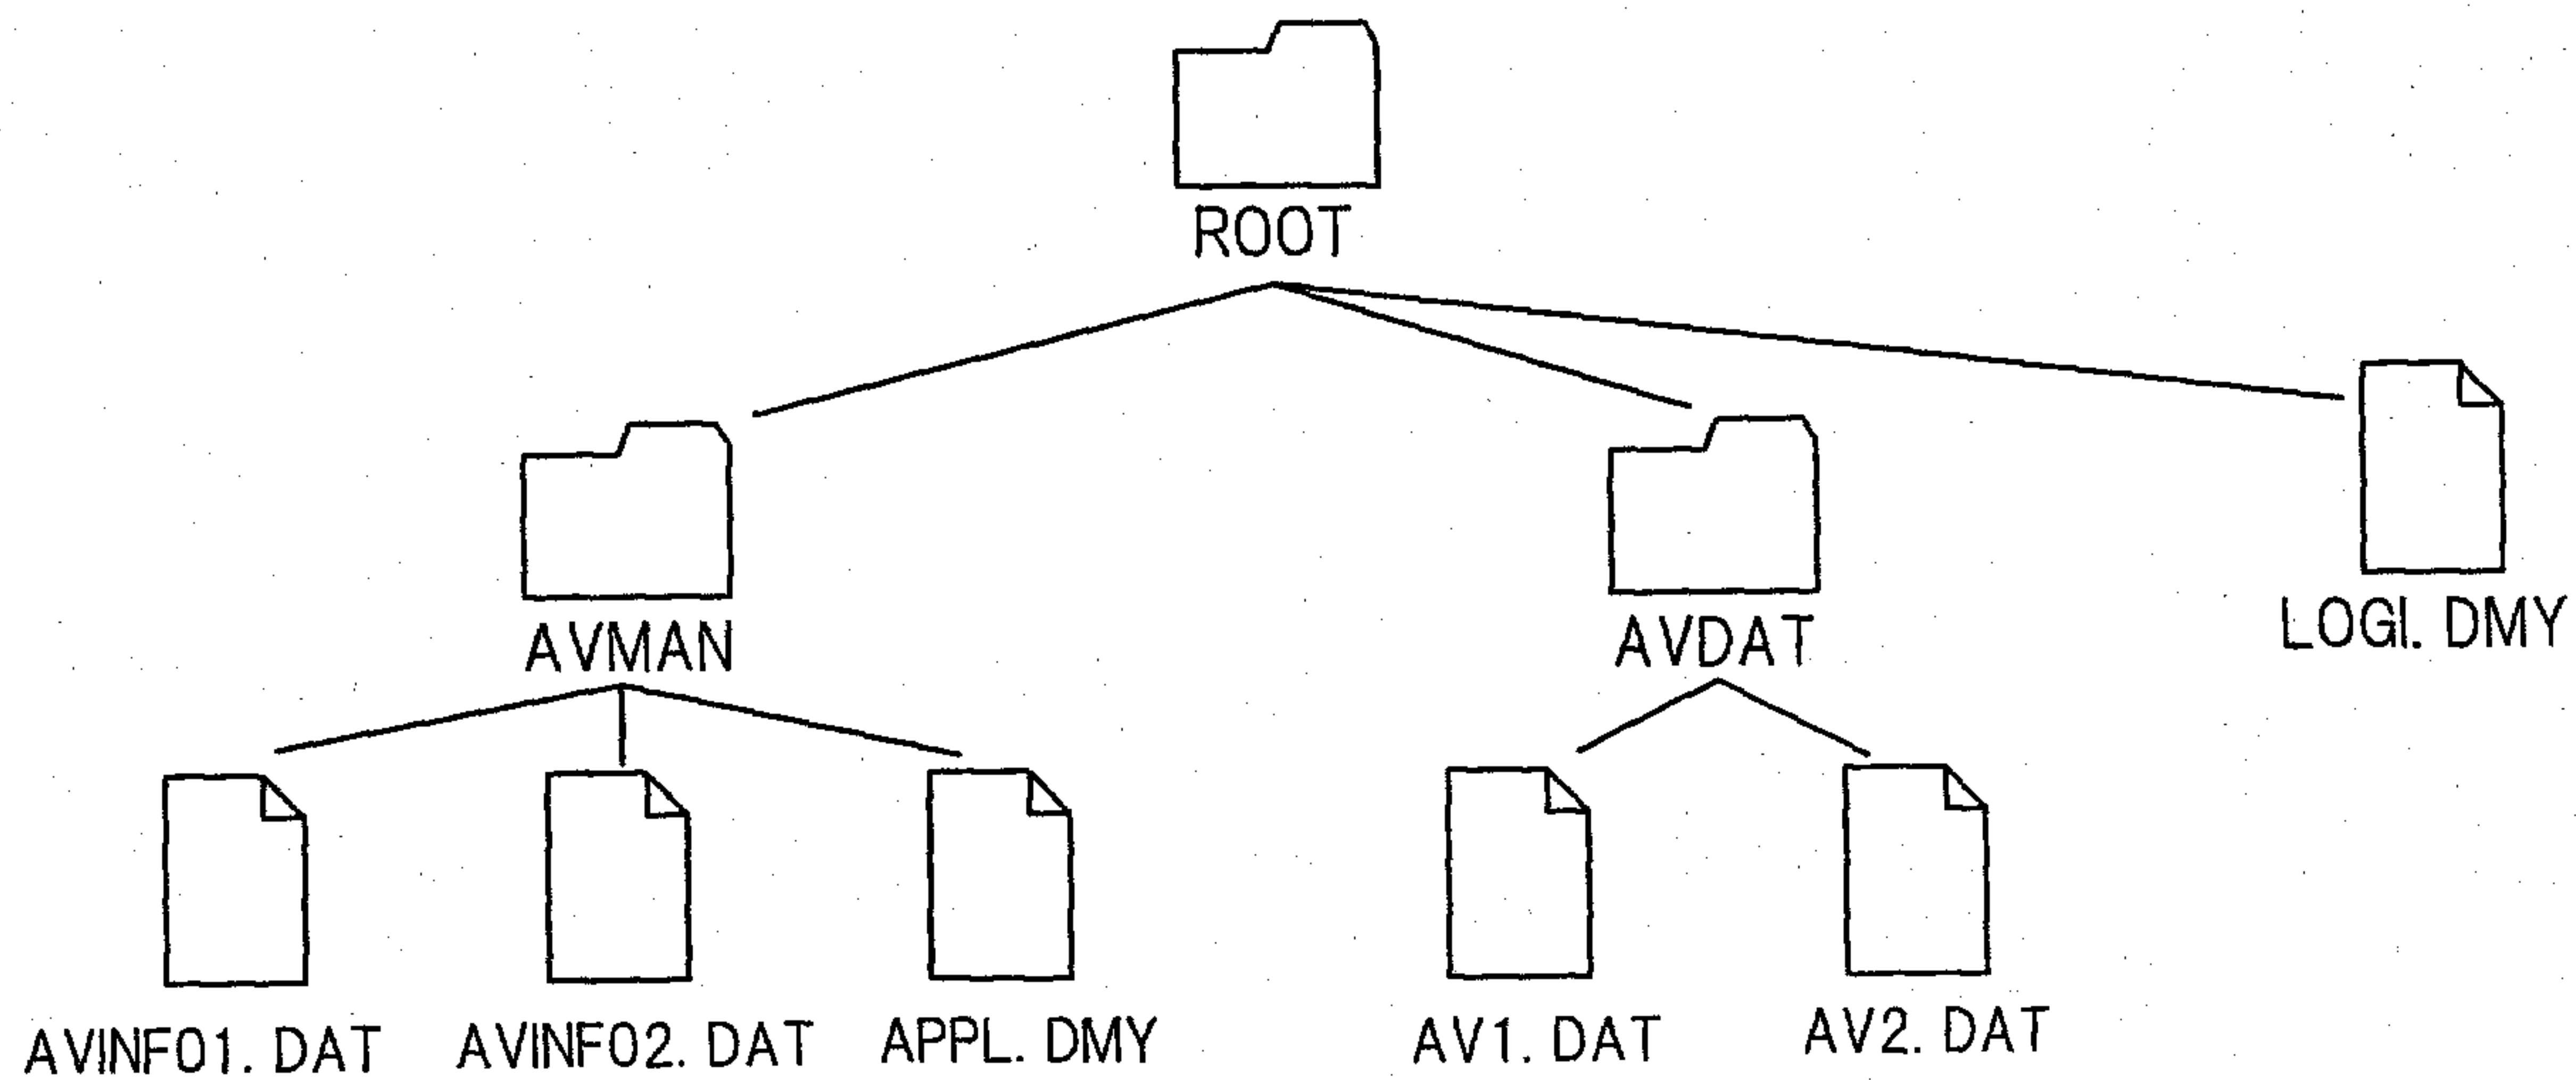 ROOT
AVMAN
AVDAT
LOGI. DMY
AVINFO1. DAT
AVINFO2. DAT
APPL. DMY
AV1. DAT
AV2. DAT